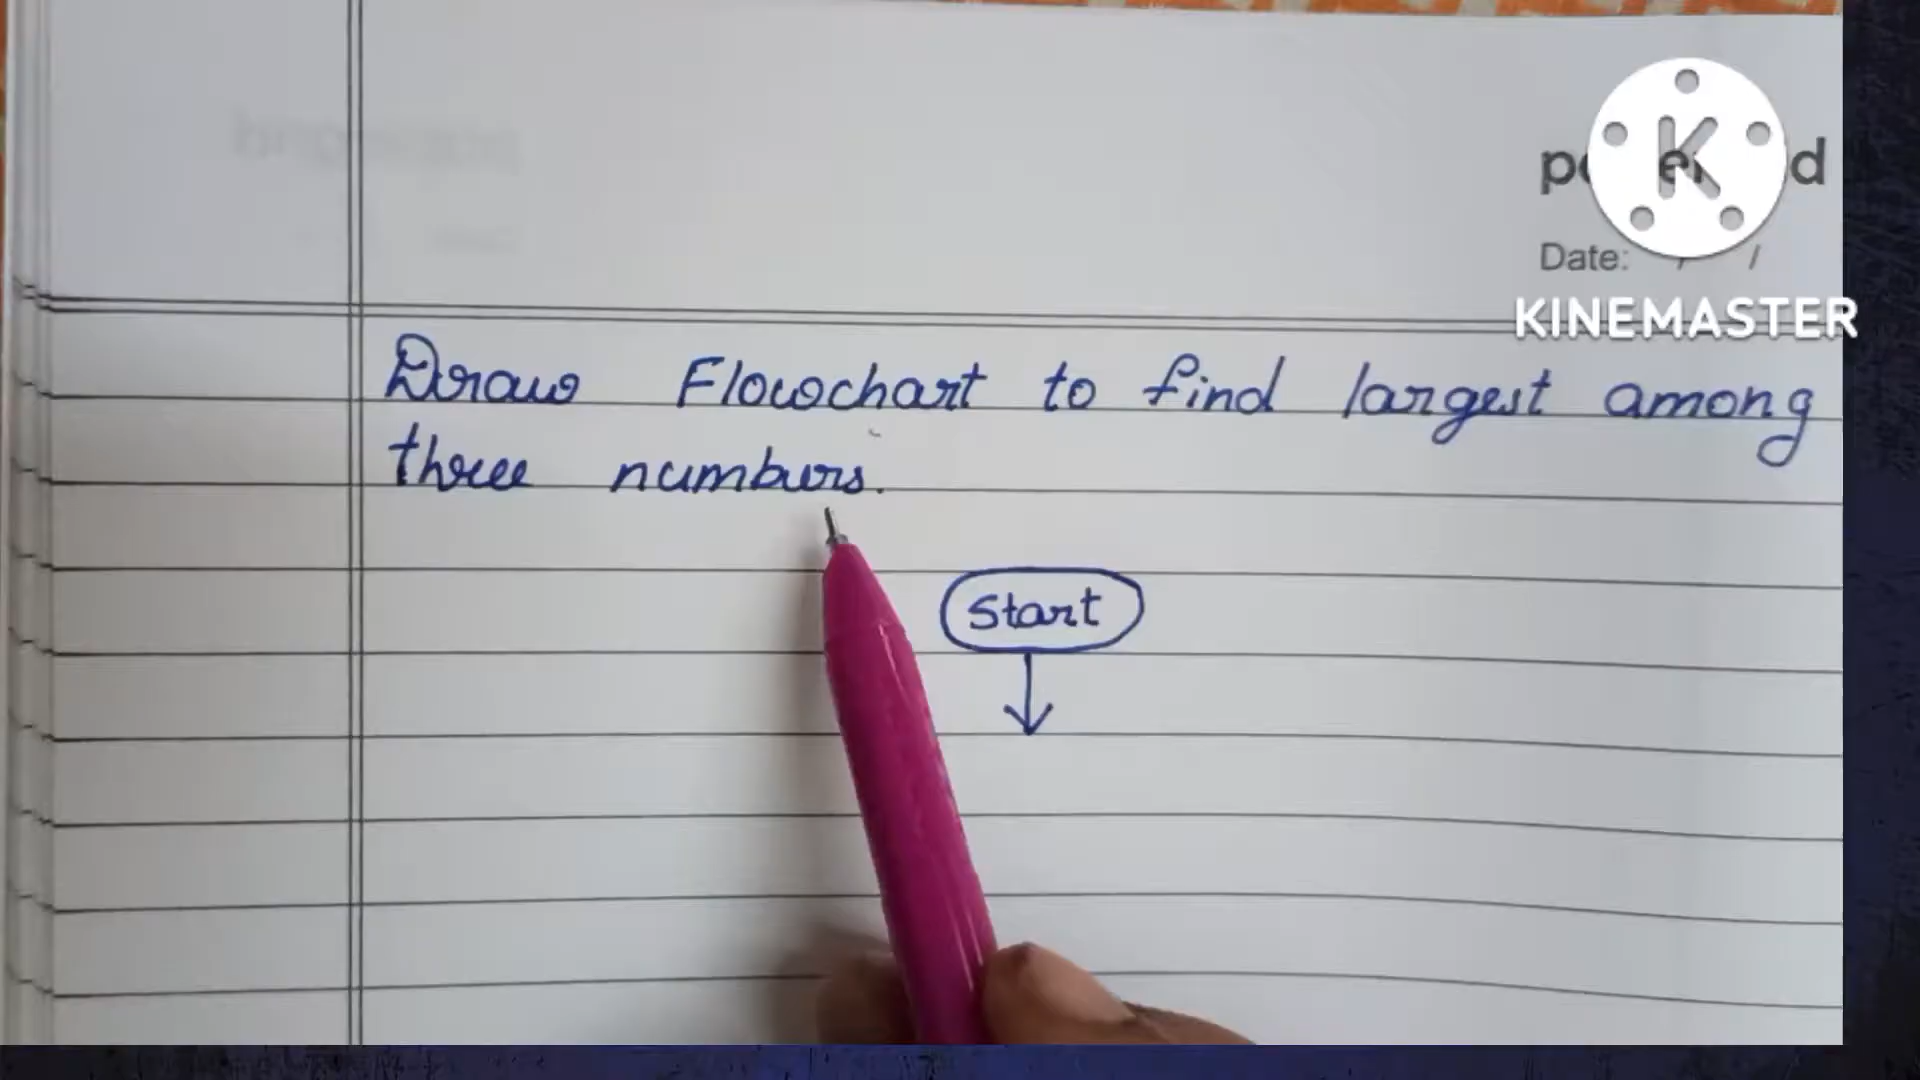 Date: / /
KINEMASTER
Draw Flowchart to find largest among
three numbers.
Start